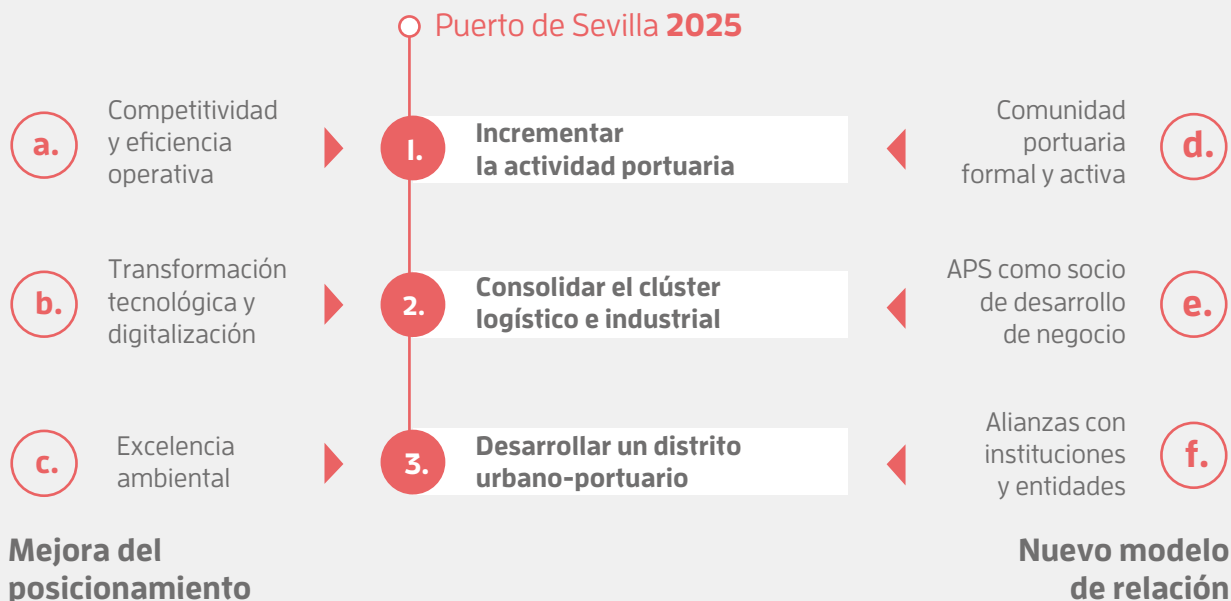 Puerto de Sevilla 2025
a.
Competitividad
y eficiencia
operativa
1.
Incrementar
la actividad portuaria
Comunidad
portuaria
formal y activa
d.
b.
Transformación
tecnológica y
digitalización
2.
Consolidar el clúster
logístico e industrial
APS como socio
de desarrollo
de negocio
e.
c.
Excelencia
ambiental
3.
Desarrollar un distrito
urbano-portuario
Alianzas con
instituciones
y entidades
f.
Mejora del
posicionamiento
Nuevo modelo
de relación